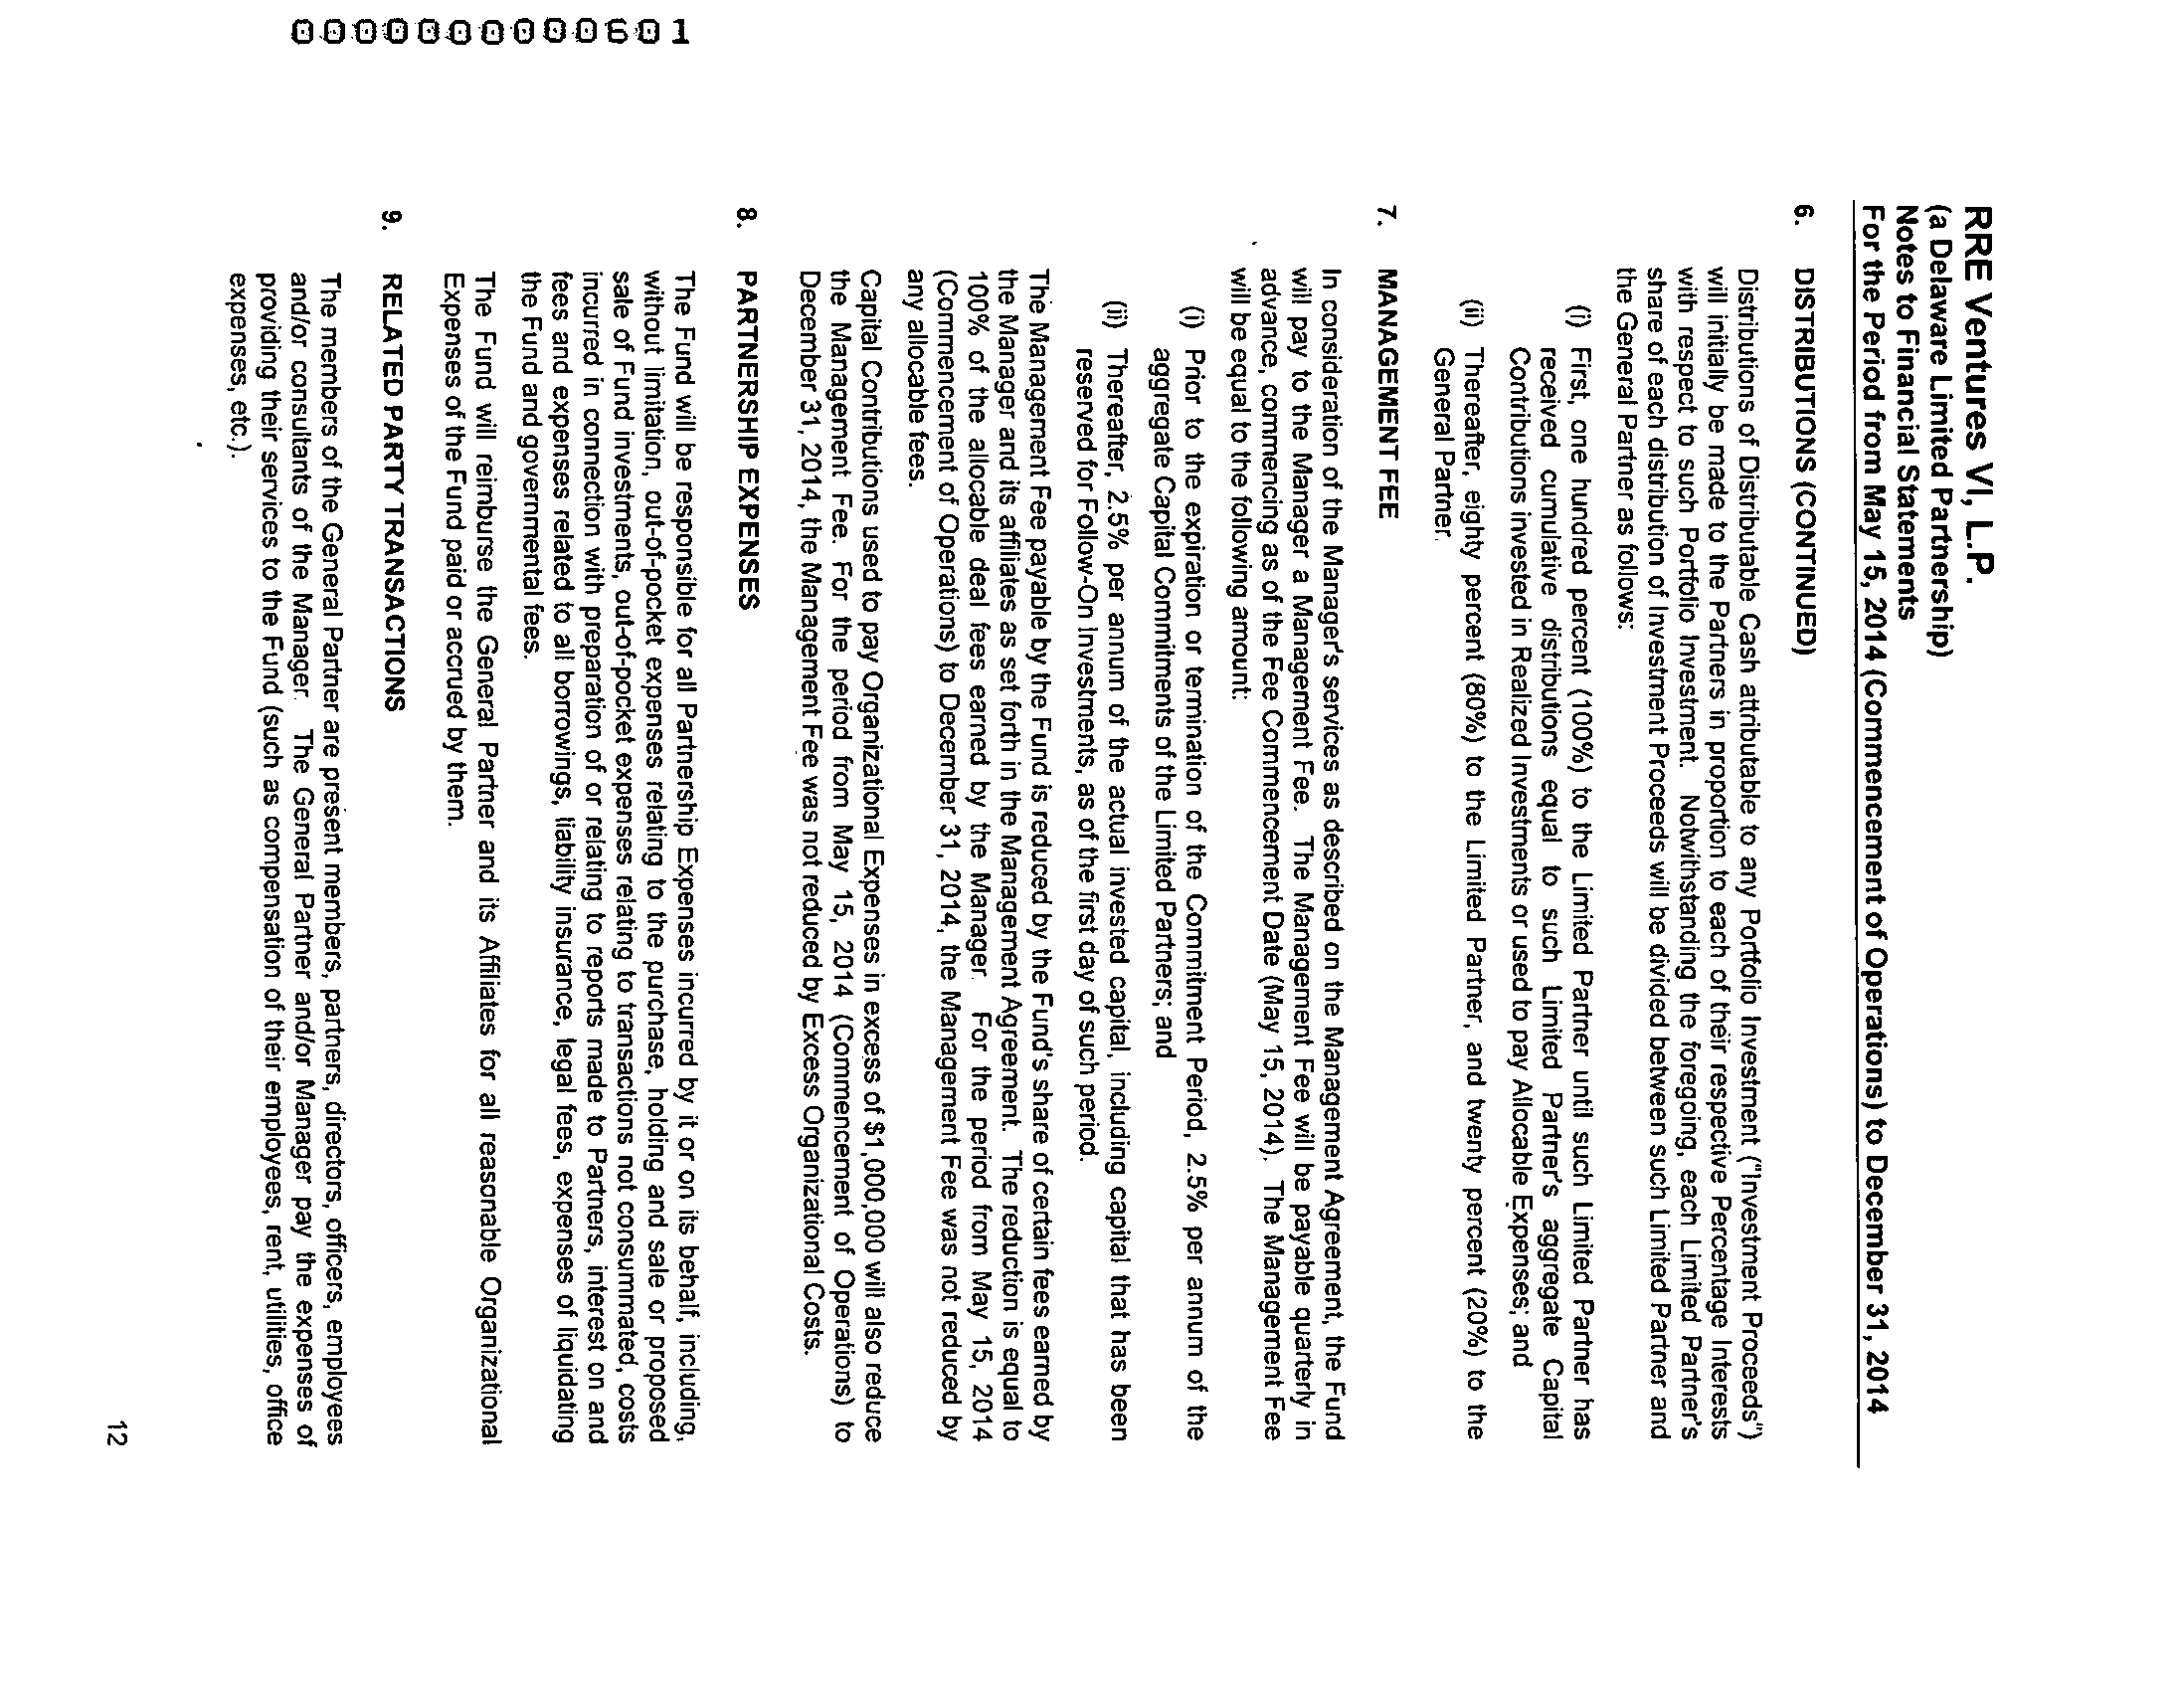 RRE Ventures VI, L.P.
(a Delaware Limited Partnership)
Notes to Financial Statements
For the Period from May 15, 2014 (Commencement of Operations) to December 31, 2014
6. DISTRIBUTIONS (CONTINUED)
Distributions of Distributable Cash attributable to any Portfolio Investment ("Investment Proceeds")
will initially be made to the Partners in proportion to each of their respective Percentage Interests
with respect to such Portfolio Investment. Notwithstanding the foregoing, each Limited Partner's
share of each distribution of Investment Proceeds will be divided between such Limited Partner and
the General Partner as follows:
(i) First, one hundred percent (100%) to the Limited Partner until such Limited Partner has
received cumulative distributions equal to such Limited Partner's aggregate Capital
Contributions invested in Realized Investments or used to pay Allocable Expenses; and
(ii) Thereafter, eighty percent (80%) to the Limited Partner, and twenty percent (20%) to the
General Partner.
7. MANAGEMENT FEE
In consideration of the Manager's services as described on the Management Agreement, the Fund
will pay to the Manager a Management Fee. The Management Fee will be payable quarterly in
advance, commencing as of the Fee Commencement Date (May 15, 2014). The Management Fee
will be equal to the following amount:
(i) Prior to the expiration or termination of the Commitment Period, 2.5% per annum of the
aggregate Capital Commitments of the Limited Partners; and
(ii) Thereafter, 2.5% per annum of the actual invested capital, including capital that has been
reserved for Follow-On Investments, as of the first day of such period.
The Management Fee payable by the Fund is reduced by the Fund's share of certain fees earned by
the Manager and its affiliates as set forth in the Management Agreement. The reduction is equal to
100% of the allocable deal fees earned by the Manager. For the period from May 15, 2014
(Commencement of Operations) to December 31, 2014, the Management Fee was not reduced by
any allocable fees.
Capital Contributions used to pay Organizational Expenses in excess of $1,000,000 will also reduce
the Management Fee. For the period from May 15, 2014 (Commencement of Operations) to
December 31, 2014, the Management Fee was not reduced by Excess Organizational Costs.
8. PARTNERSHIP EXPENSES
The Fund will be responsible for all Partnership Expenses incurred by it or on its behalf, including,
without limitation, out-of-pocket expenses relating to the purchase, holding and sale or proposed
sale of Fund investments, out-of-pocket expenses relating to transactions not consummated, costs
incurred in connection with preparation of or relating to reports made to Partners, interest on and
fees and expenses related to all borrowings, liability insurance, legal fees, expenses of liquidating
the Fund and governmental fees.
The Fund will reimburse the General Partner and its Affiliates for all reasonable Organizational
Expenses of the Fund paid or accrued by them.
9. RELATED PARTY TRANSACTIONS
The members of the General Partner are present members, partners, directors, officers, employees
and/or consultants of the Manager. The General Partner and/or Manager pay the expenses of
providing their services to the Fund (such as compensation of their employees, rent, utilities, office
expenses, etc.).
12
0000000000601